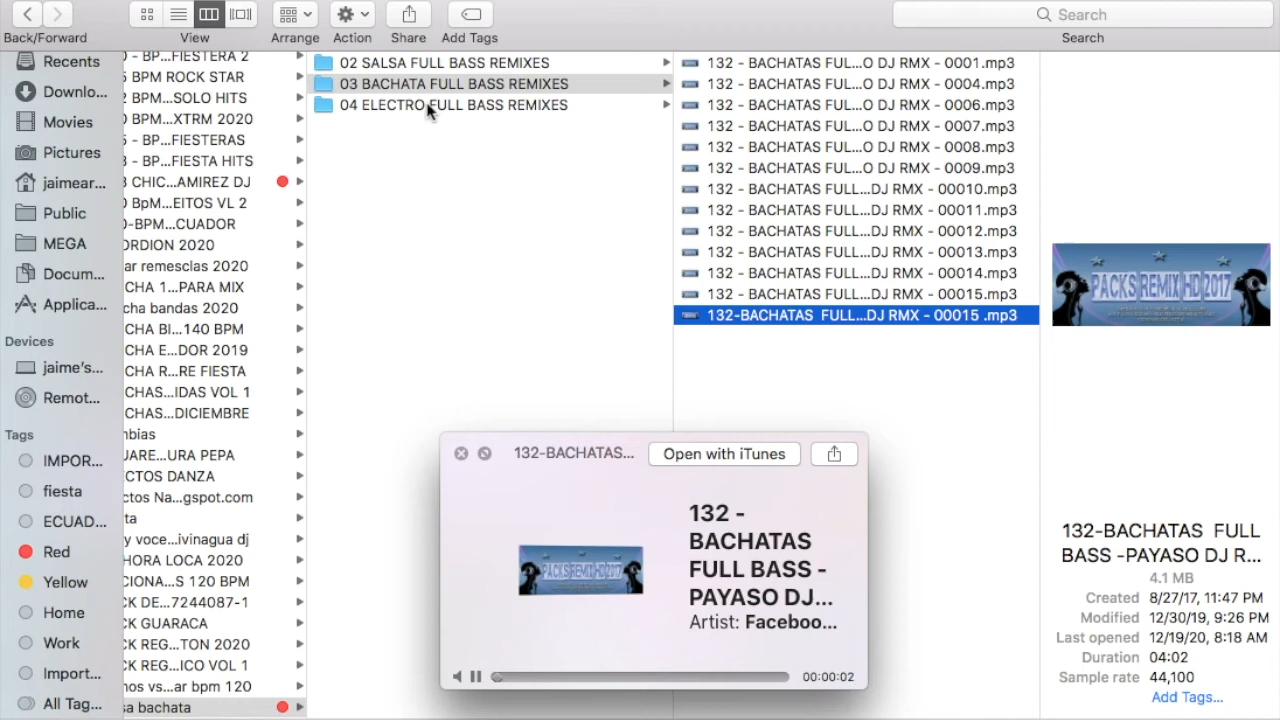 Search
Back/Forward
View
Arrange
Action
Share
Add Tags
Search
Recents
Downlo...
Movies
Pictures
jaimear...
Public
MEGA
Docum...
Applica...
Devices
jaime's...
Remot...
Tags
IMPOR...
fiesta
ECUAD...
Red
Yellow
Home
Work
Import...
All Tag...
- BP...FIESTERA 2
BPM ROCK STAR
BPM...SOLO HITS
BPM...XTRM 2020
- BP...FIESTERAS
- BP...FIESTA HITS
CHIC...AMIREZ DJ
BpM...EITOS VL 2
-BPM...CUADOR
ORDION 2020
ar remesclas 2020
CHA 1...PARA MIX
cha bandas 2020
CHA BI...140 BPM
CHA E...DOR 2019
CHA R...RE FIESTA
CHAS...IDAS VOL 1
CHAS...DICIEMBRE
nbias
JARE...URA PEPA
ECTOS DANZA
ctos Na...gspot.com
ta
y voce...ivinagua dj
HORA LOCA 2020
CIONA...S 120 BPM
CK DE...7244087-1
CK GUARACA
CK REG...TON 2020
CK REG...ICO VOL 1
nos vs...ar bpm 120
sa bachata
02 SALSA FULL BASS REMIXES
03 BACHATA FULL BASS REMIXES
04 ELECTRO FULL BASS REMIXES
132 - BACHATAS FUL...O DJ RMX - 0001.mp3
132 - BACHATAS FUL...O DJ RMX - 0004.mp3
132 - BACHATAS FUL...O DJ RMX - 0006.mp3
132 - BACHATAS FUL...O DJ RMX - 0007.mp3
132 - BACHATAS FUL...O DJ RMX - 0008.mp3
132 - BACHATAS FUL...O DJ RMX - 0009.mp3
132 - BACHATAS FULL...DJ RMX - 00010.mp3
132 - BACHATAS FULL...DJ RMX - 00011.mp3
132 - BACHATAS FULL...DJ RMX - 00012.mp3
132 - BACHATAS FULL...DJ RMX - 00013.mp3
132 - BACHATAS FULL...DJ RMX - 00014.mp3
132 - BACHATAS FULL...DJ RMX - 00015.mp3
132-BACHATAS  FULL...DJ RMX - 00015 .mp3
PACKS REMIX HD 2017
132-BACHATAS  FULL
BASS -PAYASO DJ R...
4.1 MB
Created 8/27/17, 11:47 PM
Modified 12/30/19, 9:26 PM
Last opened 12/19/20, 8:18 AM
Duration 04:02
Sample rate 44,100
Add Tags...
132-BACHATAS...
Open with iTunes
PACKS REMIX HD 2017
132 -
BACHATAS
FULL BASS -
PAYASO DJ...
Artist: Faceboo...
00:00:02